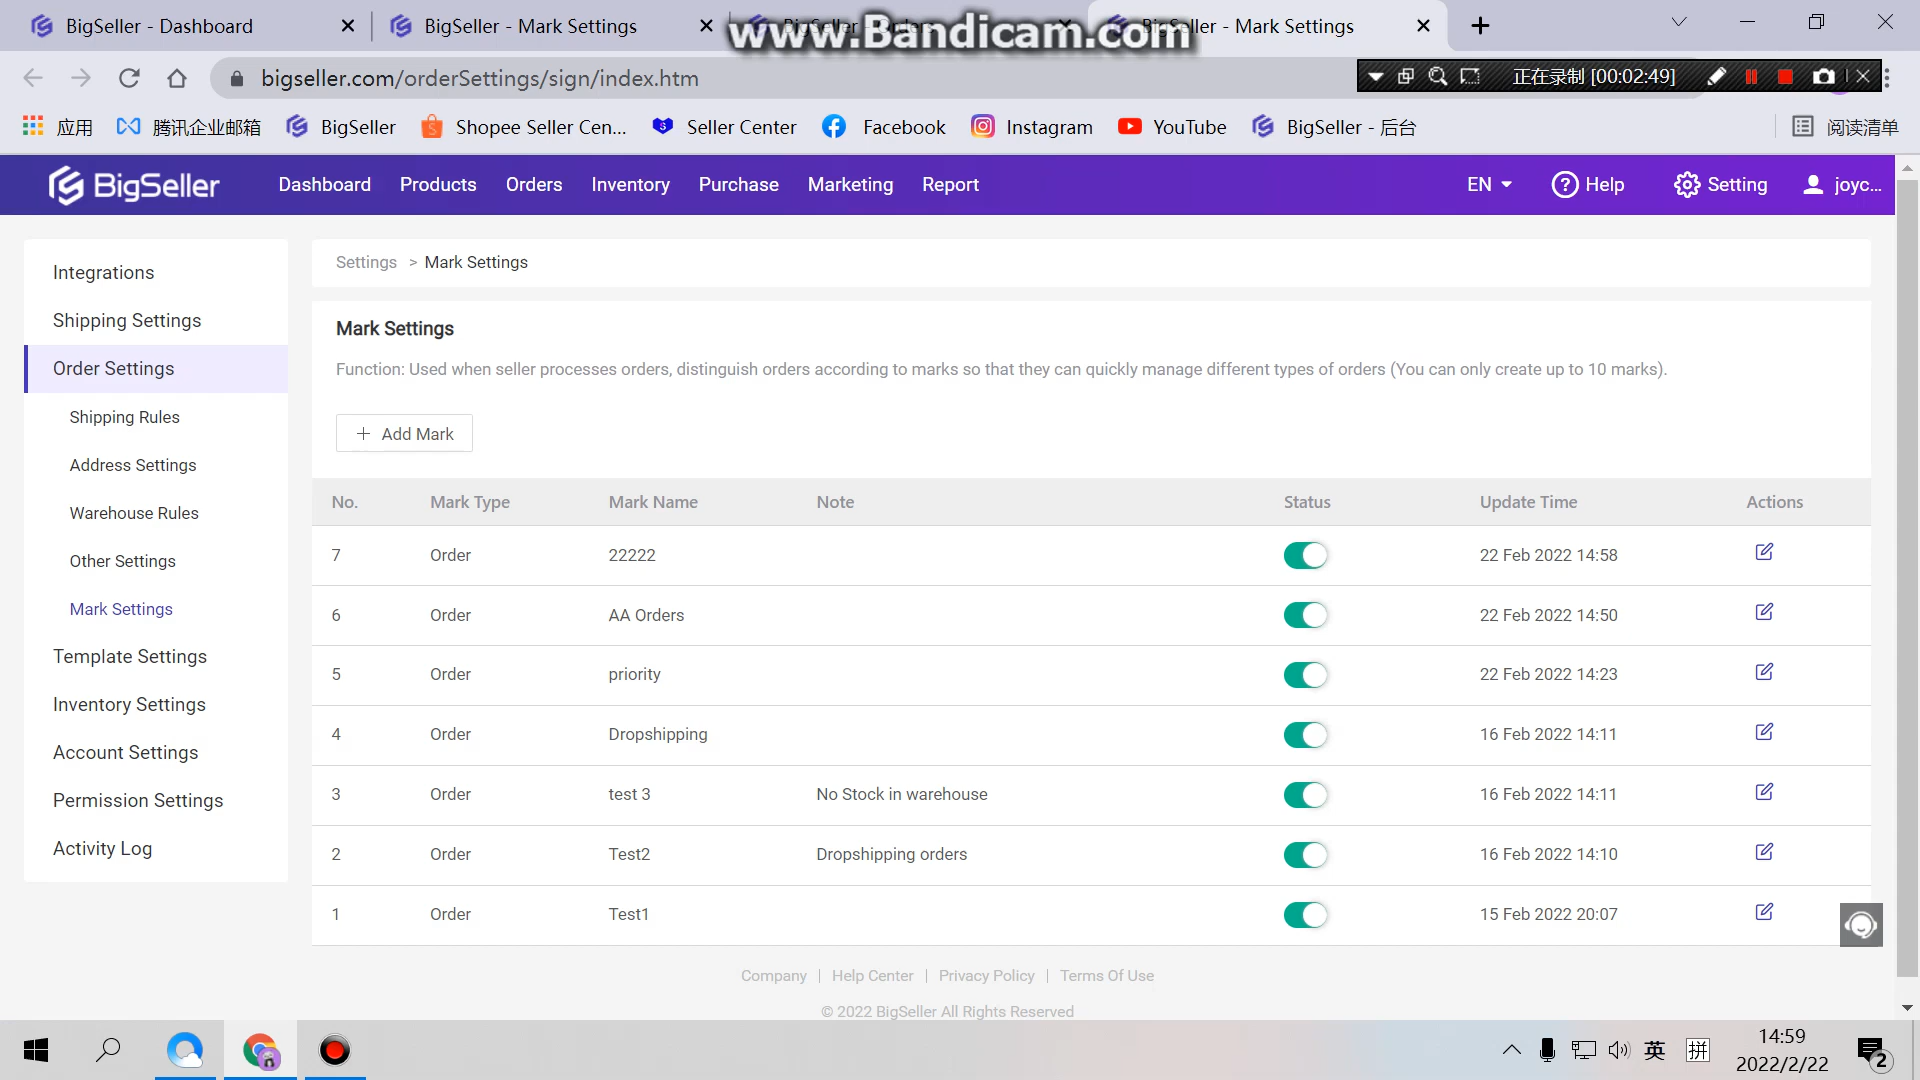 BigSeller - Dashboard
BigSeller - Mark Settings
www.Bandicam.com
Seller - Mark Settings
bigseller.com/orderSettings/sign/index.htm
正在录制 [00:02:49]
应用
腾讯企业邮箱
BigSeller
Shopee Seller Cen...
Seller Center
Facebook
Instagram
YouTube
BigSeller - 后台
阅读清单
BigSeller
Dashboard
Products
Orders
Inventory
Purchase
Marketing
Report
EN
Help
Setting
joyc...
Integrations
Shipping Settings
Order Settings
Shipping Rules
Address Settings
Warehouse Rules
Other Settings
Mark Settings
Template Settings
Inventory Settings
Account Settings
Permission Settings
Activity Log
Settings > Mark Settings
Mark Settings
Function: Used when seller processes orders, distinguish orders according to marks so that they can quickly manage different types of orders (You can only create up to 10 marks).
+ Add Mark
No. Mark Type Mark Name Note Status Update Time Actions
7 Order 22222 22 Feb 2022 14:58
6 Order AA Orders 22 Feb 2022 14:50
5 Order priority 22 Feb 2022 14:23
4 Order Dropshipping 16 Feb 2022 14:11
3 Order test 3 No Stock in warehouse 16 Feb 2022 14:11
2 Order Test2 Dropshipping orders 16 Feb 2022 14:10
1 Order Test1 15 Feb 2022 20:07
Company | Help Center | Privacy Policy | Terms Of Use
© 2022 BigSeller All Rights Reserved
英
拼
14:59
2022/2/22
2